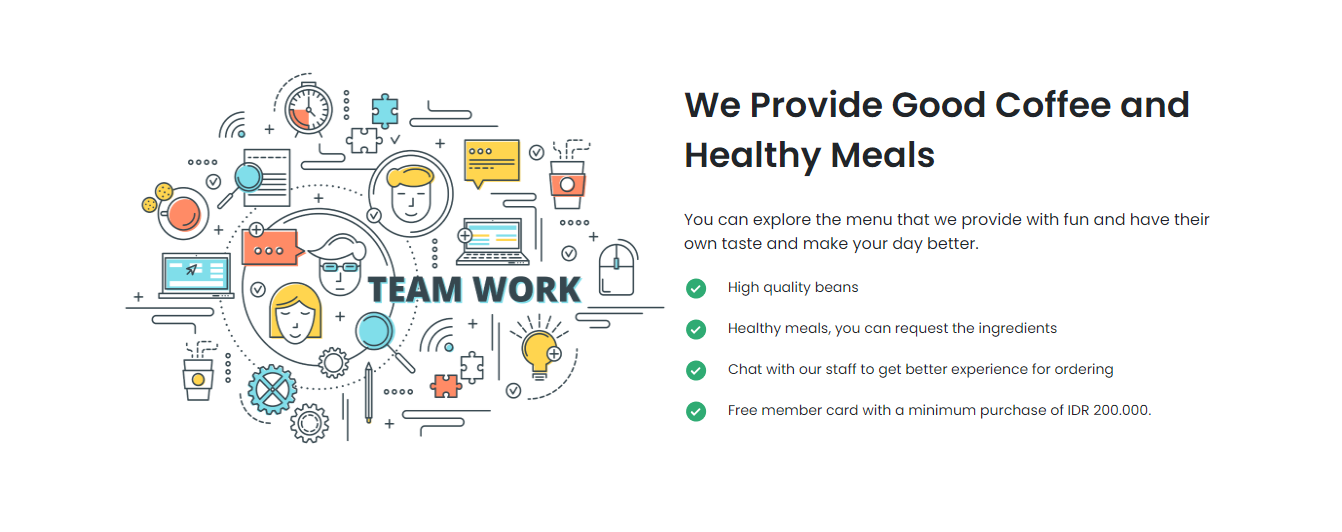 We Provide Good Coffee and
Healthy Meals
You can explore the menu that we provide with fun and have their
own taste and make your day better.
High quality beans
Healthy meals, you can request the ingredients
Chat with our staff to get better experience for ordering
Free member card with a minimum purchase of IDR 200.000.
TEAM WORK